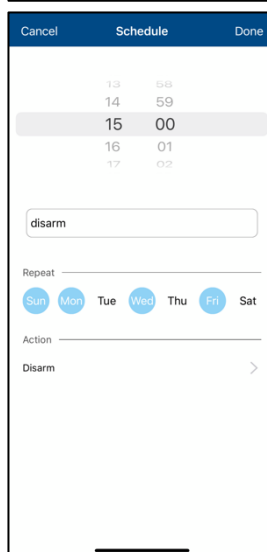 Cancel Schedule Done
13 58
14 59
15 00
16 01
17 02
disarm
Repeat
Sun Mon Tue Wed Thu Fri Sat
Action
Disarm